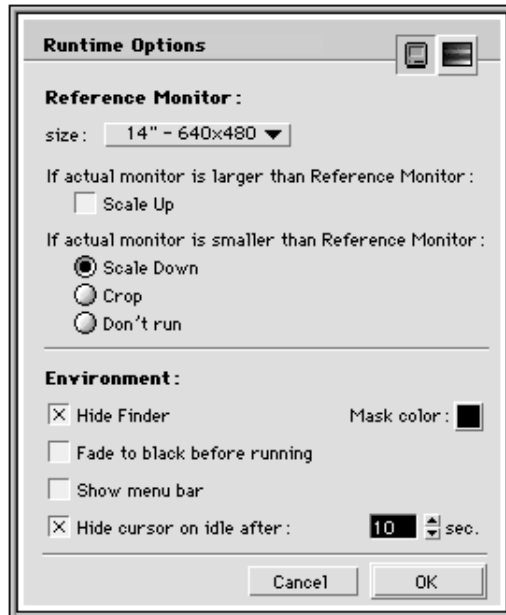 Runtime Options
Reference Monitor:
size: 14" - 640x480
If actual monitor is larger than Reference Monitor:
Scale Up
If actual monitor is smaller than Reference Monitor:
Scale Down
Crop
Don't run
Environment:
Hide Finder Mask color:
Fade to black before running
Show menu bar
Hide cursor on idle after: 10 sec.
Cancel OK